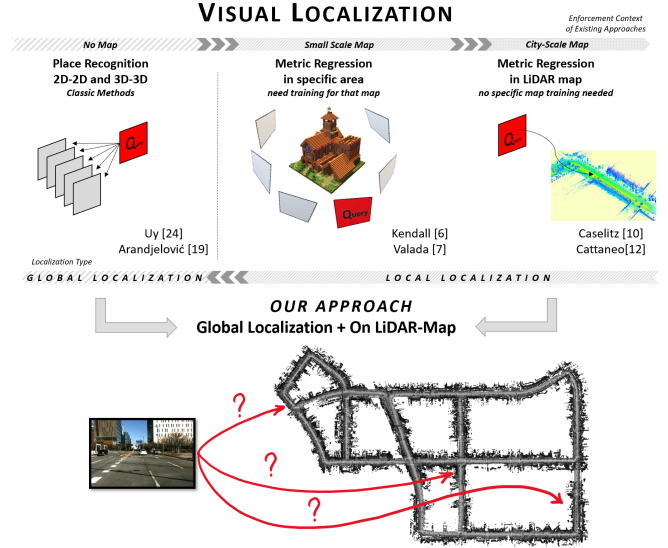 VISUAL LOCALIZATION
Enforcement Context
of Existing Approaches
No Map
Small Scale Map
City-Scale Map
Place Recognition
2D-2D and 3D-3D
Classic Methods
Metric Regression
in specific area
need training for that map
Metric Regression
in LiDAR map
no specific map training needed
Query
Query
Query
Uy [24]
Arandjelović [19]
Kendall [6]
Valada [7]
Caselitz [10]
Cattaneo[12]
Localization Type
GLOBAL LOCALIZATION
LOCAL LOCALIZATION
OUR APPROACH
Global Localization + On LiDAR-Map
?
?
?